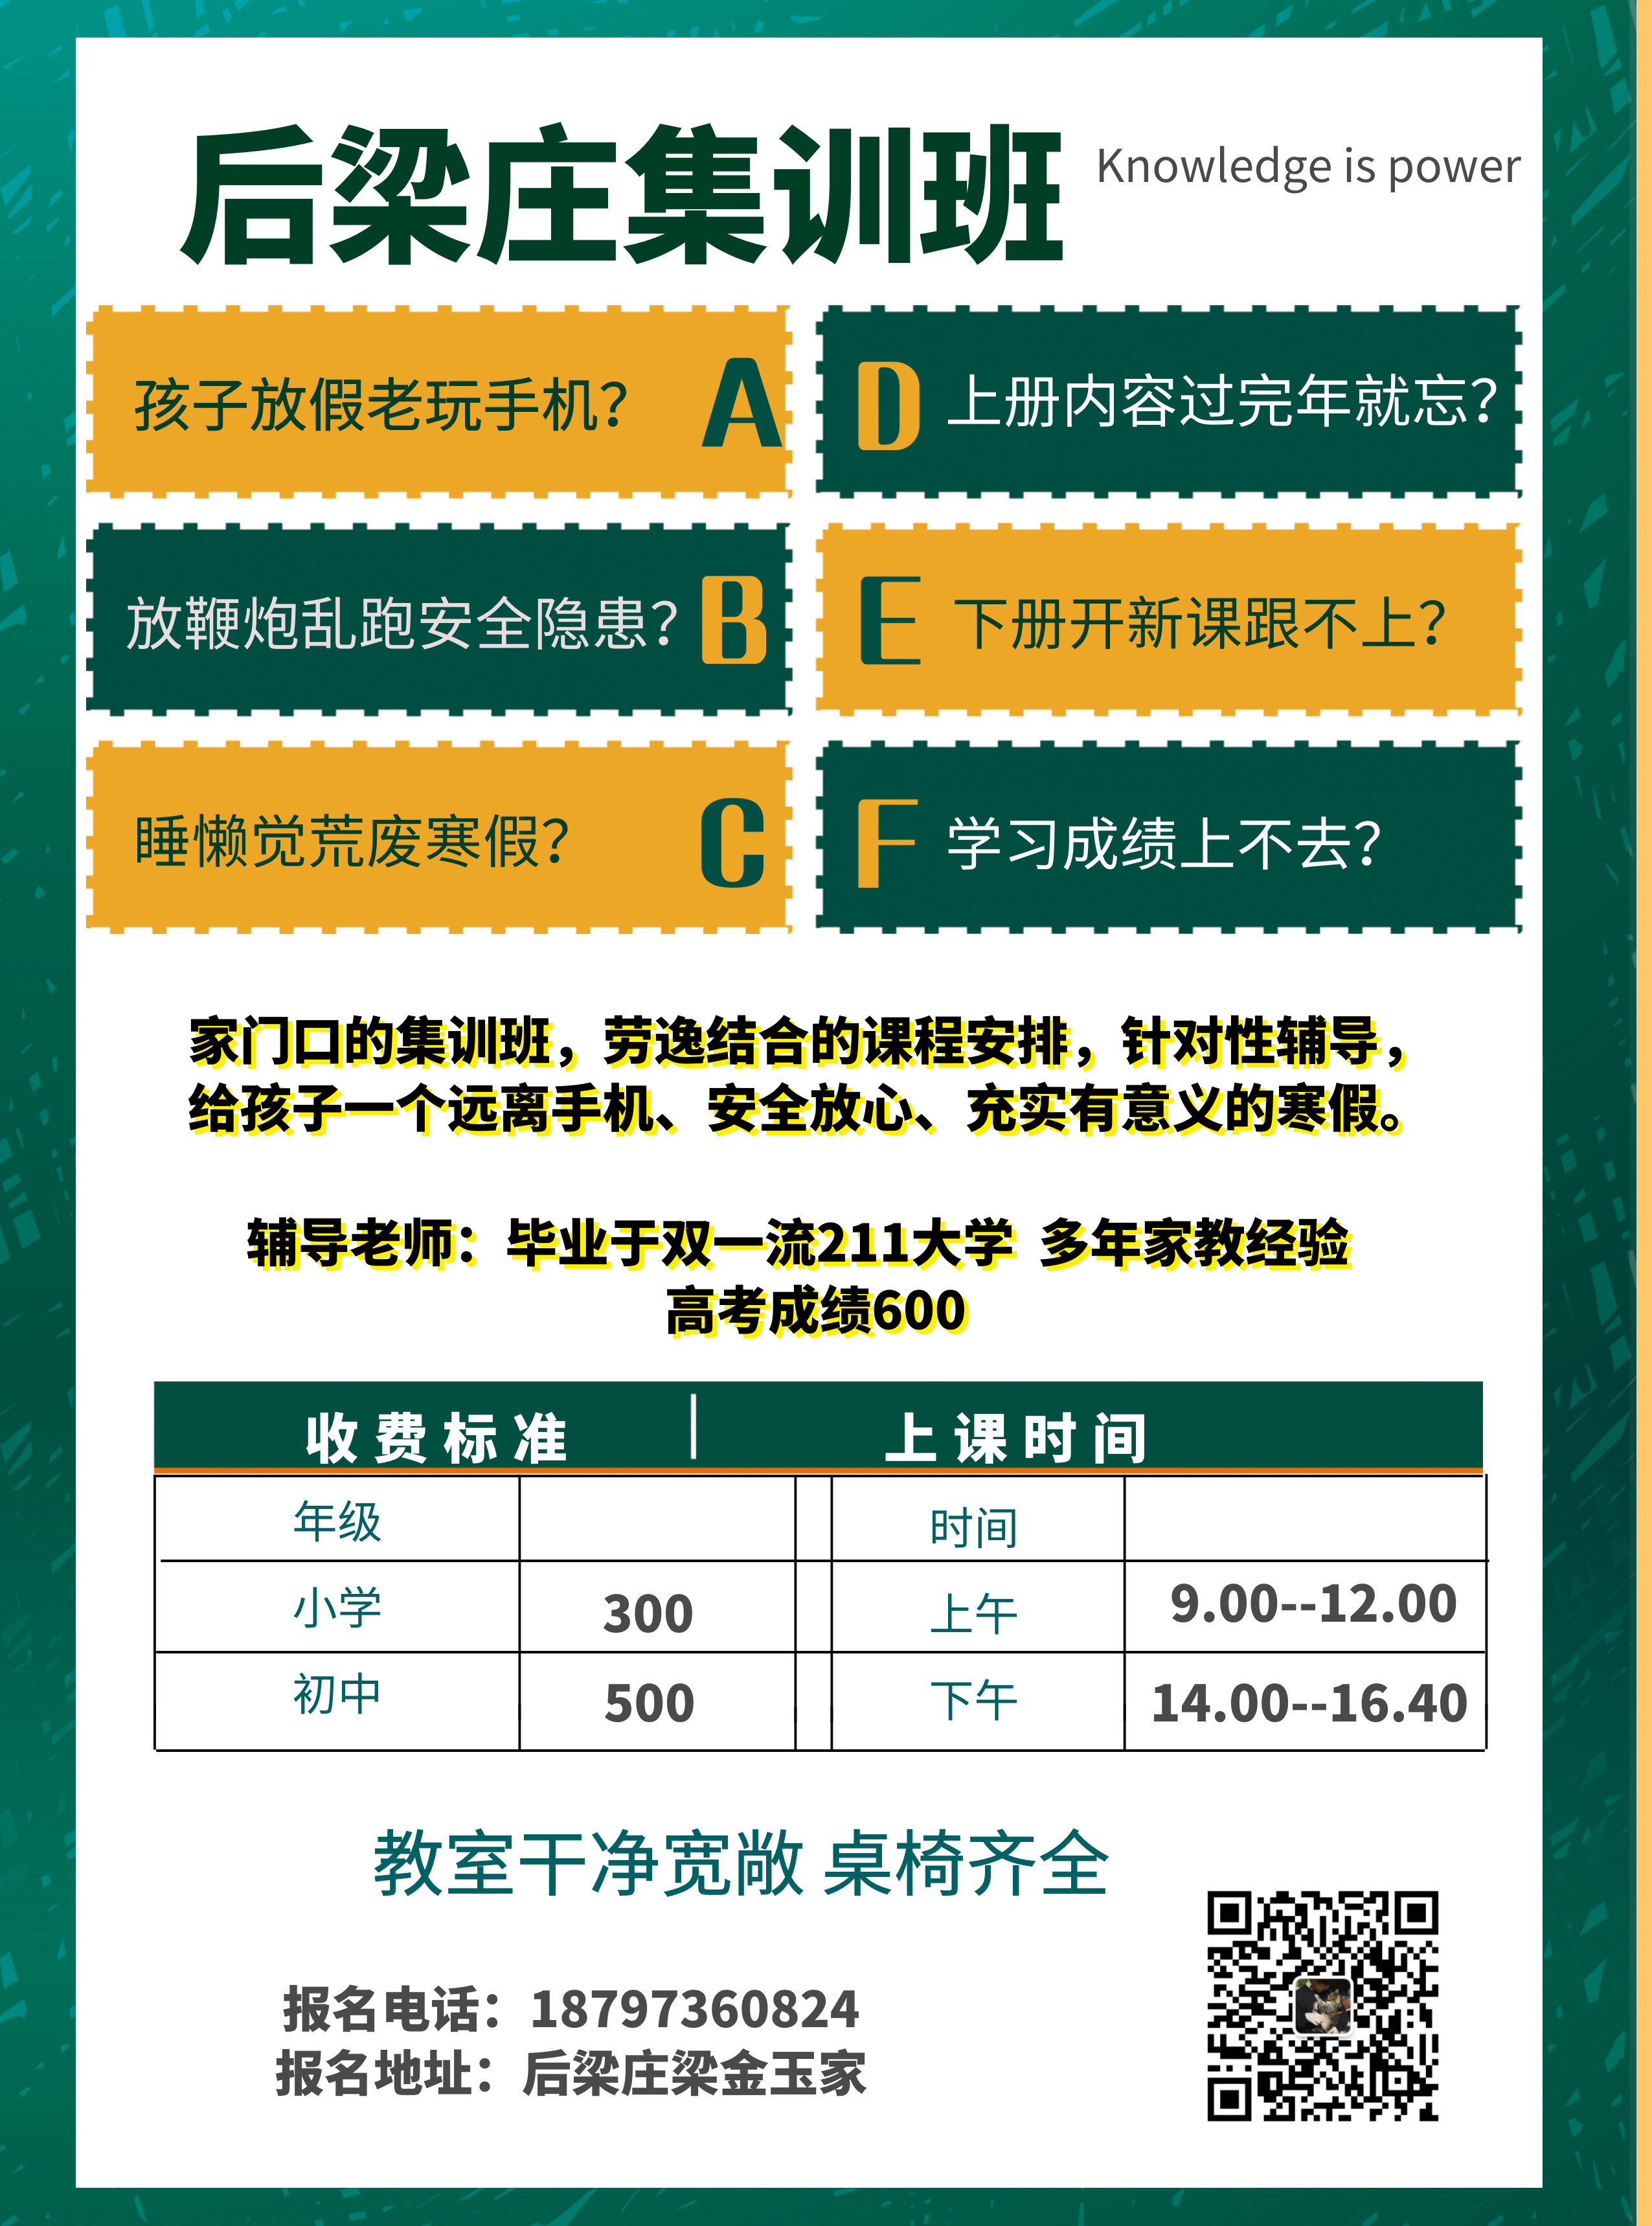 后梁庄集训班
Knowledge is power
孩子放假老玩手机？
A
D
上册内容过完年就忘？
放鞭炮乱跑安全隐患？
B
E
下册开新课跟不上？
睡懒觉荒废寒假？
C
F
学习成绩上不去？
家门口的集训班，劳逸结合的课程安排，针对性辅导，
给孩子一个远离手机、安全放心、充实有意义的寒假。
辅导老师：毕业于双一流211大学 多年家教经验
高考成绩600
收费标准 | 上课时间
年级 时间
小学 300 上午 9.00--12.00
初中 500 下午 14.00--16.40
教室干净宽敞 桌椅齐全
报名电话：18797360824
报名地址：后梁庄梁金玉家